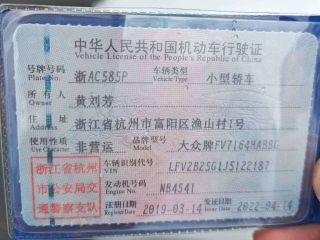 中华人民共和国机动车行驶证
Vehicle License of the People's Republic of China
号牌号码 浙AC585P 车辆类型 小型轿车
Plate No. Vehicle Type
所有人 黄刘芳
Owner
住址 浙江省杭州市富阳区渔山村1号
Address
使用性质 非营运 品牌型号 大众牌FV7164HABBG
Use Character Model
浙江省杭州市公安局交通警察支队
车辆识别代号 LFV2B25G1J5122187
VIN
发动机号码 NB4541
Engine No.
注册日期 2019-03-14 发证日期 2022-04-14
Register Date Issue Date